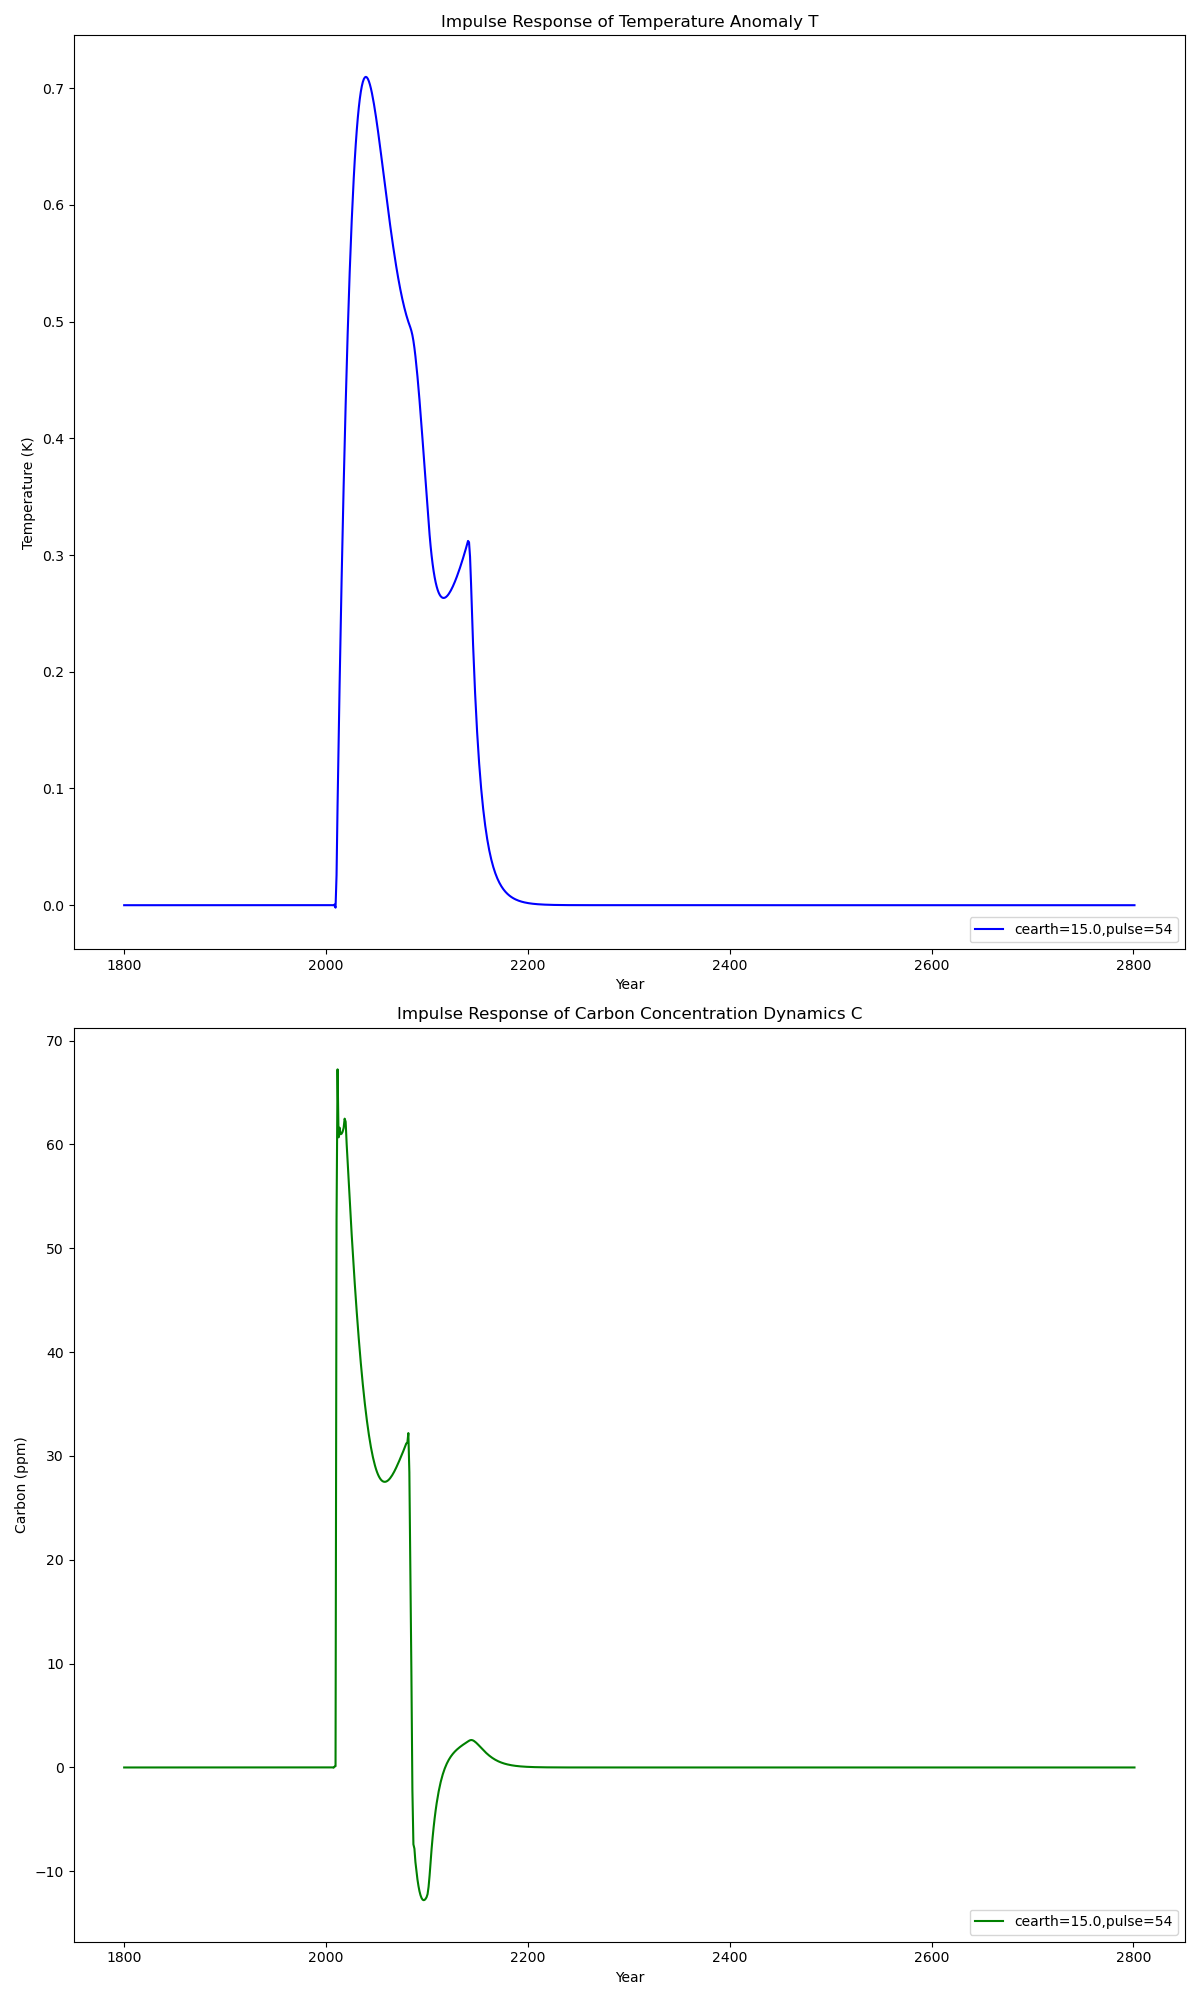 Impulse Response of Temperature Anomaly T
Temperature (K)
0.7
0.6
0.5
0.4
0.3
0.2
0.1
0.0
cearth=15.0,pulse=54
1800 2000 2200 2400 2600 2800
Year
Impulse Response of Carbon Concentration Dynamics C
Carbon (ppm)
70
60
50
40
30
20
10
0
−10
cearth=15.0,pulse=54
1800 2000 2200 2400 2600 2800
Year